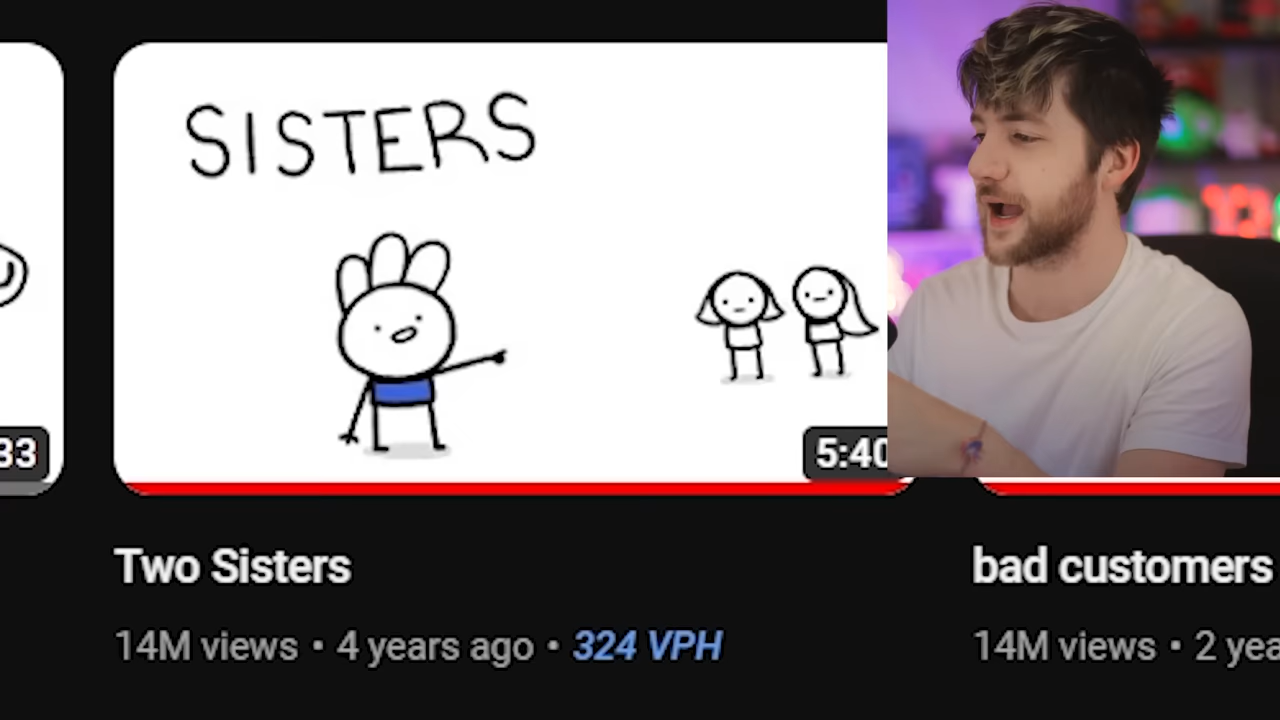 SISTERS
33
5:40
Two Sisters
bad customers
14M views • 4 years ago • 324 VPH
14M views • 2 yea